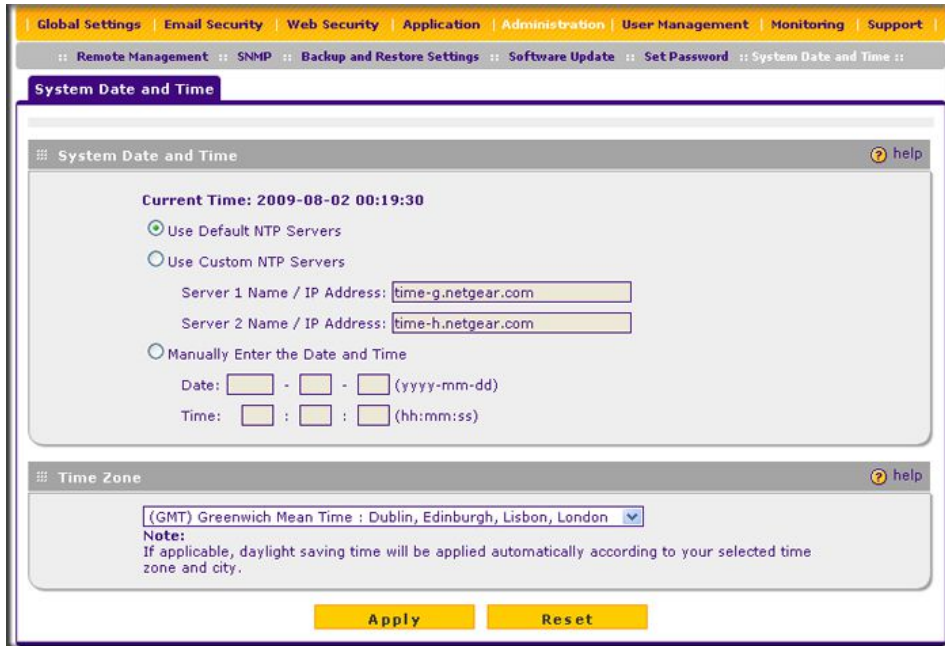 Global Settings | Email Security | Web Security | Application | Administration | User Management | Monitoring | Support
:: Remote Management :: SNMP :: Backup and Restore Settings :: Software Update :: Set Password :: System Date and Time ::
System Date and Time
System Date and Time
help
Current Time: 2009-08-02 00:19:30
Use Default NTP Servers
Use Custom NTP Servers
Server 1 Name / IP Address: time-g.netgear.com
Server 2 Name / IP Address: time-h.netgear.com
Manually Enter the Date and Time
Date: - - (yyyy-mm-dd)
Time: : : (hh:mm:ss)
Time Zone
help
(GMT) Greenwich Mean Time : Dublin, Edinburgh, Lisbon, London
Note:
If applicable, daylight saving time will be applied automatically according to your selected time
zone and city.
Apply
Reset